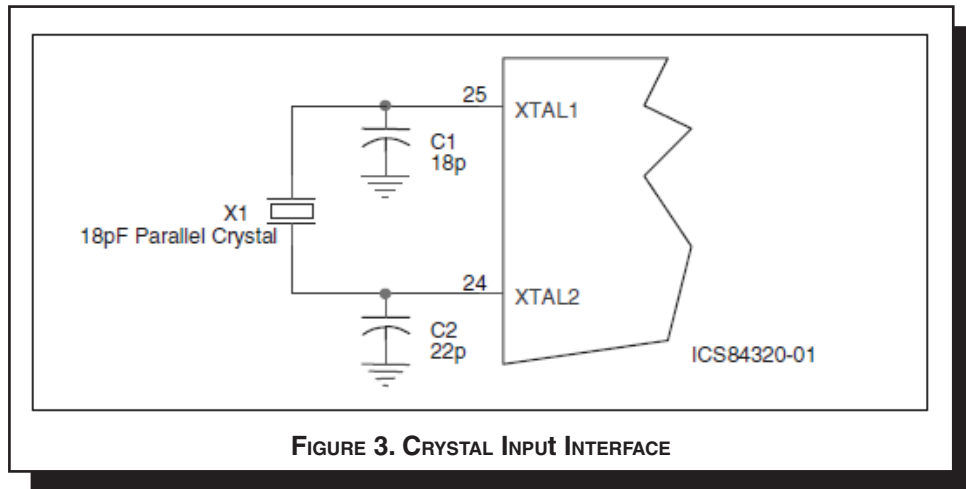 25
XTAL1
C1
18p
X1
18pF Parallel Crystal
24
XTAL2
C2
22p
ICS84320-01
FIGURE 3. CRYSTAL INPUt INTERFACE